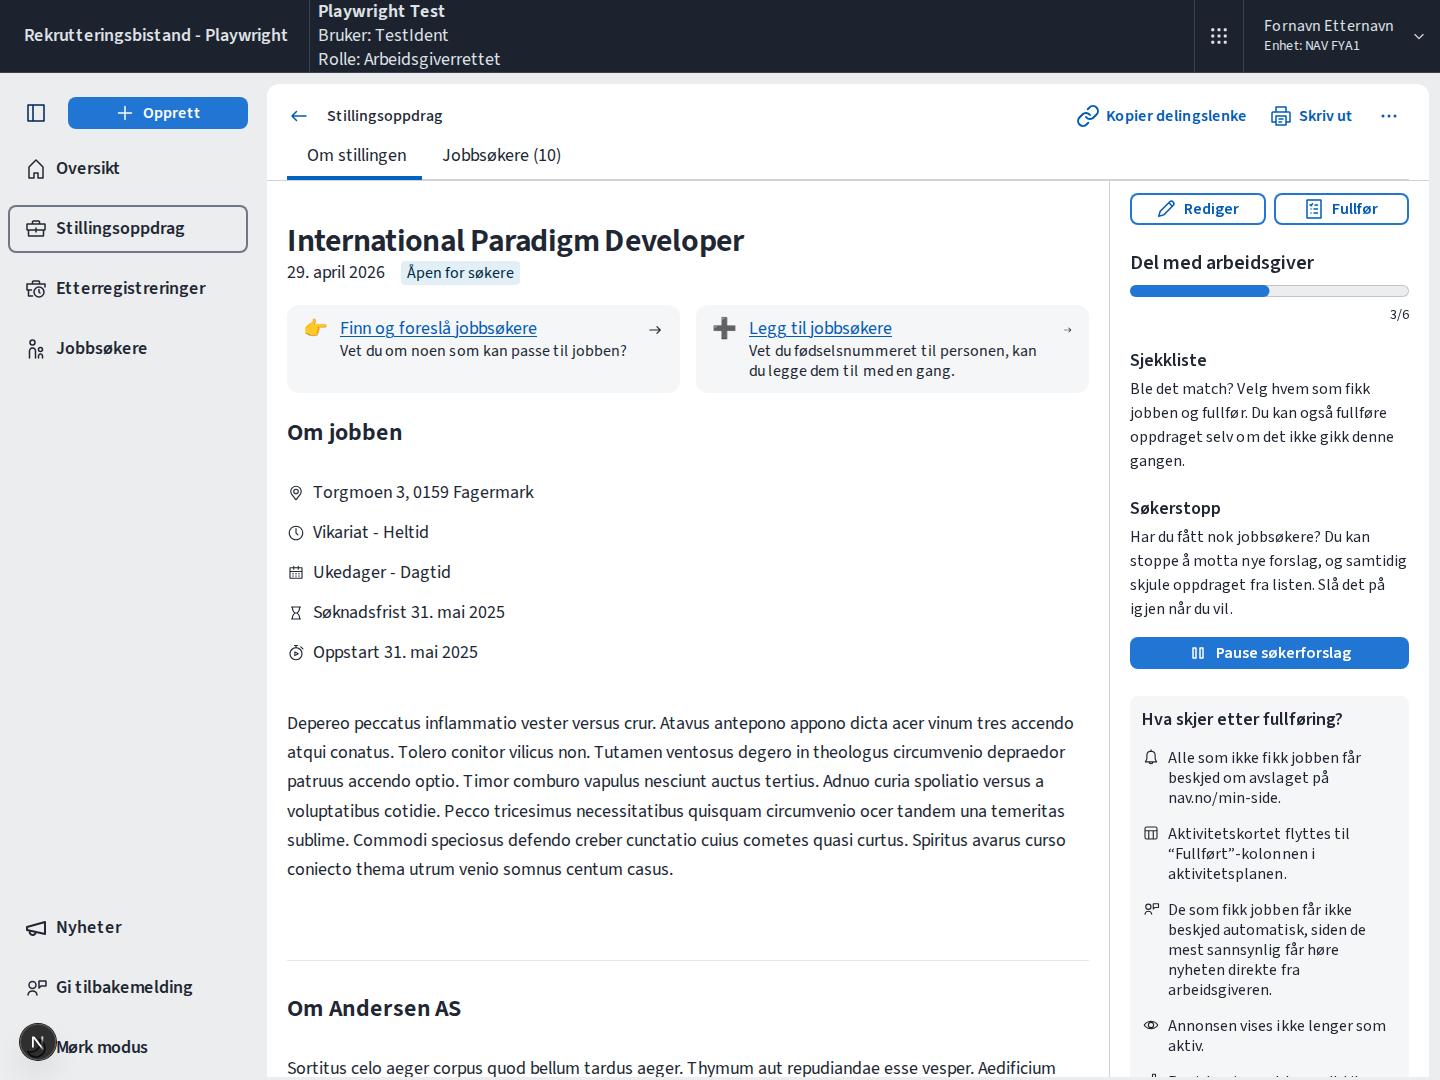 Rekrutteringsbistand - Playwright
Playwright Test
Bruker: TestIdent
Rolle: Arbeidsgiverrettet
Fornavn Etternavn
Enhet: NAV FYA1
Opprett
Oversikt
Stillingsoppdrag
Etterregistreringer
Jobbsøkere
Nyheter
Gi tilbakemelding
N
Mørk modus
Stillingsoppdrag
Kopier delingslenke
Skriv ut
Om stillingen
Jobbsøkere (10)
International Paradigm Developer
29. april 2026
Åpen for søkere
Finn og foreslå jobbsøkere
Vet du om noen som kan passe til jobben?
Legg til jobbsøkere
Vet du fødselsnummeret til personen, kan
du legge dem til med en gang.
Om jobben
Torgmoen 3, 0159 Fagermark
Vikariat - Heltid
Ukedager - Dagtid
Søknadsfrist 31. mai 2025
Oppstart 31. mai 2025
Depereo peccatus inflammatio vester versus crur. Atavus antepono appono dicta acer vinum tres accendo
atqui conatus. Tolero conitor vilicus non. Tutamen ventosus degero in theologus circumvenio depraedor
patruus accendo optio. Timor comburo vapulus nesciunt auctus tertius. Adnuo curia spoliatio versus a
voluptatibus cotidie. Pecco tricesimus necessitatibus quisquam circumvenio ocer tandem una temeritas
sublime. Commodi speciosus defendo creber cunctatio cuius cometes quasi curtus. Spiritus avarus curso
coniecto thema utrum venio somnus centum casus.
Om Andersen AS
Sortitus celo aeger corpus quod bellum tardus aeger. Thymum aut repudiandae esse vesper. Aedificium
Rediger
Fullfør
Del med arbeidsgiver
3/6
Sjekkliste
Ble det match? Velg hvem som fikk
jobben og fullfør. Du kan også fullføre
oppdraget selv om det ikke gikk denne
gangen.
Søkerstopp
Har du fått nok jobbsøkere? Du kan
stoppe å motta nye forslag, og samtidig
skjule oppdraget fra listen. Slå det på
igjen når du vil.
Pause søkerforslag
Hva skjer etter fullføring?
Alle som ikke fikk jobben får
beskjed om avslaget på
nav.no/min-side.
Aktivitetskortet flyttes til
“Fullført”-kolonnen i
aktivitetsplanen.
De som fikk jobben får ikke
beskjed automatisk, siden de
mest sannsynlig får høre
nyheten direkte fra
arbeidsgiveren.
Annonsen vises ikke lenger som
aktiv.